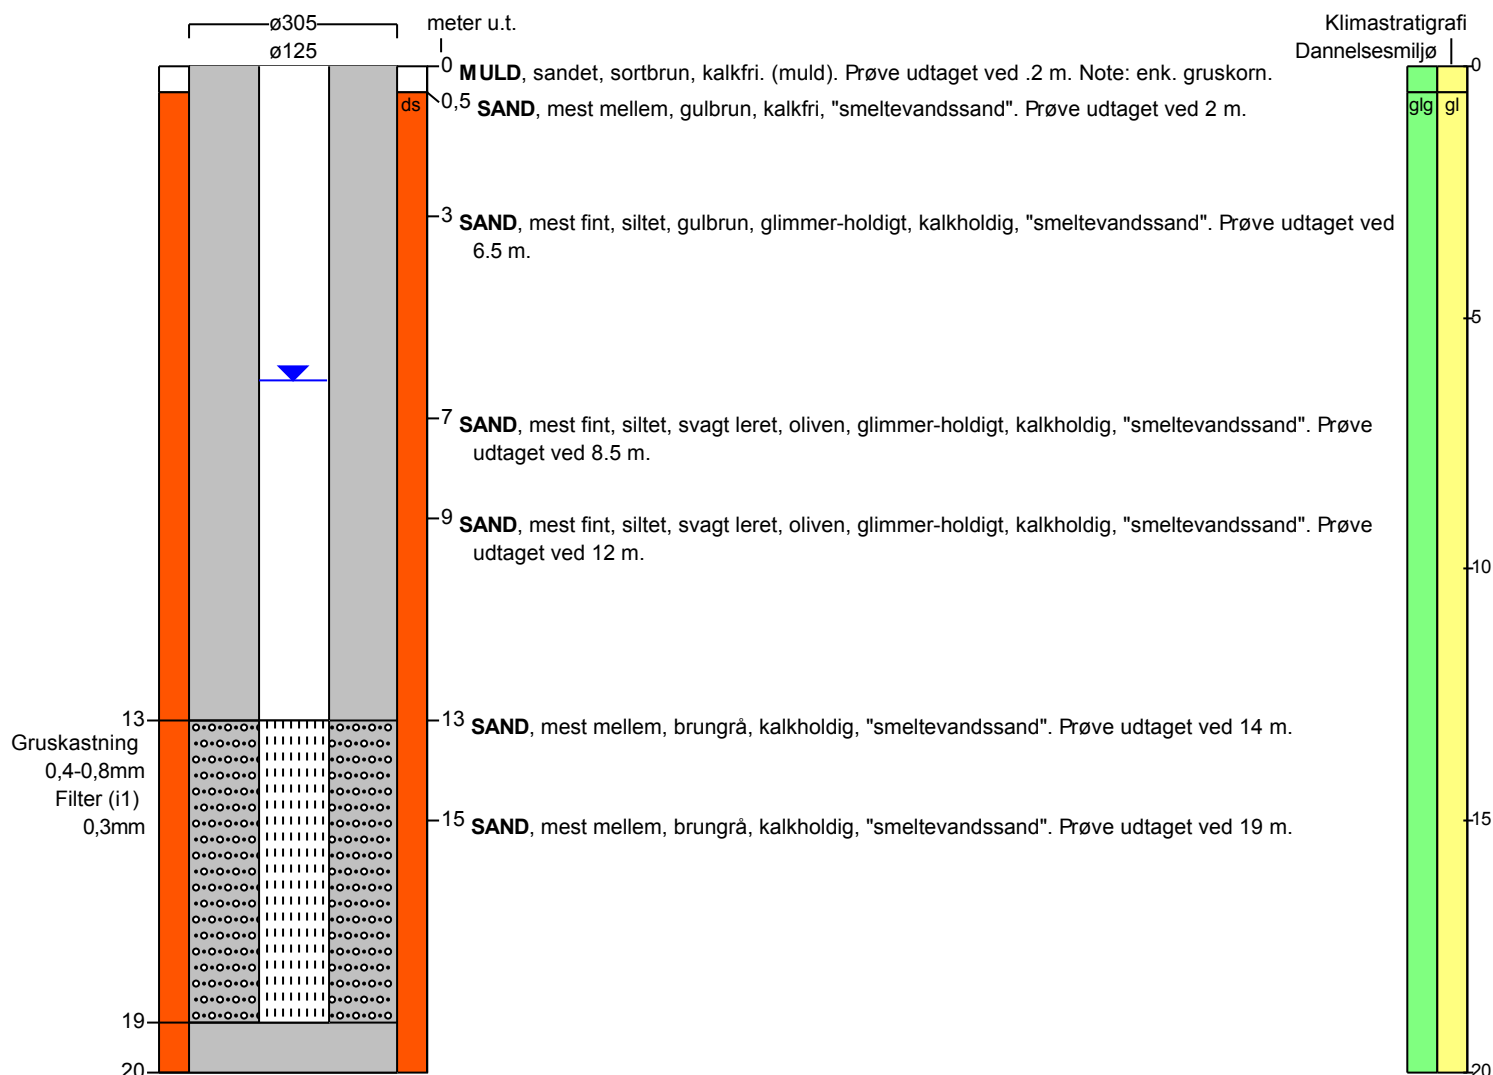 ø305
meter u.t.
Klimastratigrafi
ø125
Dannelsesmiljø
0
MULD, sandet, sortbrun, kalkfri. (muld). Prøve udtaget ved .2 m. Note: enk. gruskorn.
0
ds
0,5
SAND, mest mellem, gulbrun, kalkfri, "smeltevandssand". Prøve udtaget ved 2 m.
glg
gl
3
SAND, mest fint, siltet, gulbrun, glimmer-holdigt, kalkholdig, "smeltevandssand". Prøve udtaget ved
6.5 m.
5
7
SAND, mest fint, siltet, svagt leret, oliven, glimmer-holdigt, kalkholdig, "smeltevandssand". Prøve
udtaget ved 8.5 m.
9
SAND, mest fint, siltet, svagt leret, oliven, glimmer-holdigt, kalkholdig, "smeltevandssand". Prøve
udtaget ved 12 m.
10
13
13
SAND, mest mellem, brungrå, kalkholdig, "smeltevandssand". Prøve udtaget ved 14 m.
Gruskastning
0,4-0,8mm
Filter (i1)
0,3mm
15
SAND, mest mellem, brungrå, kalkholdig, "smeltevandssand". Prøve udtaget ved 19 m.
15
19
20
20